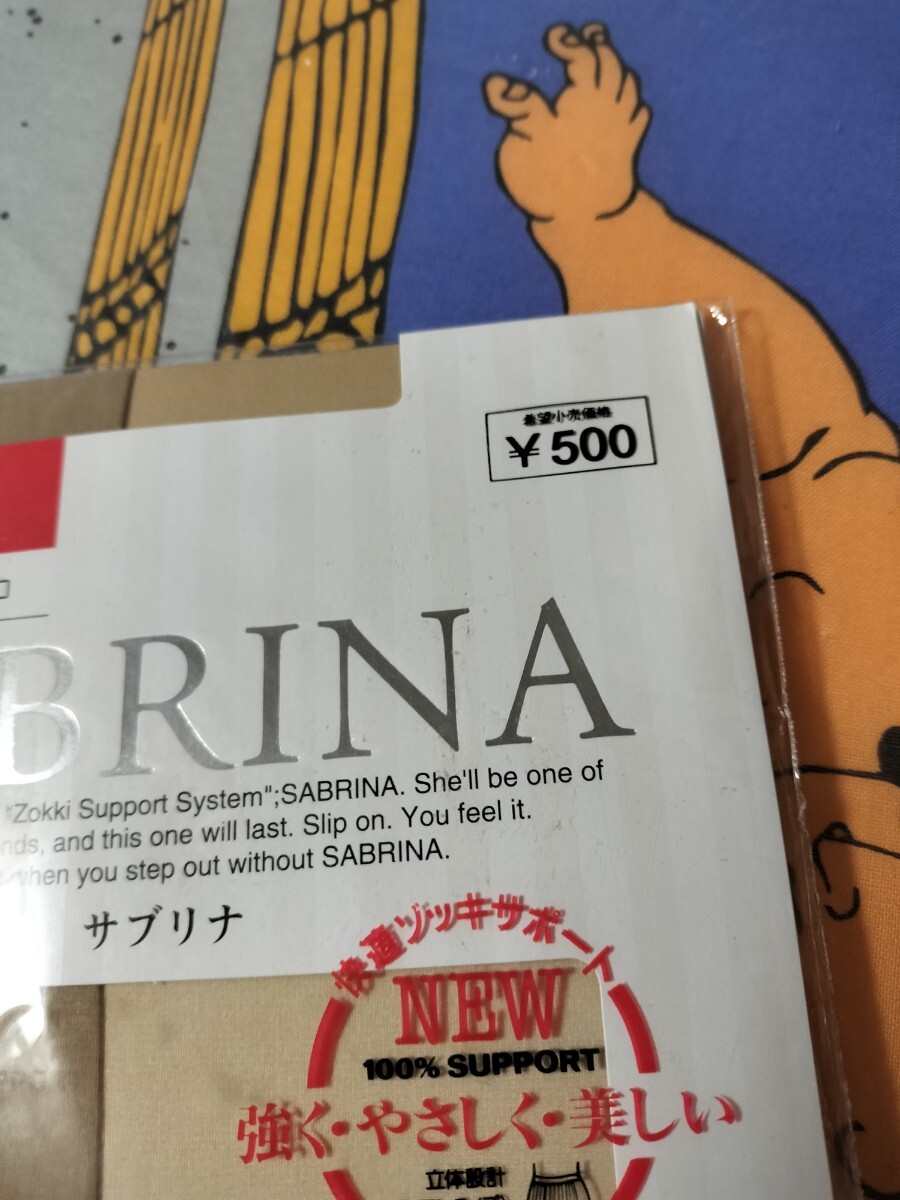 希望小売価格
¥500
BRINA
"Zokki Support System";SABRINA. She'll be one of
and this one will last. Slip on. You feel it.
when you step out without SABRINA.
サブリナ
快適ゾッキサポート
NEW
100% SUPPORT
強く・やさしく・美しい
立体設計